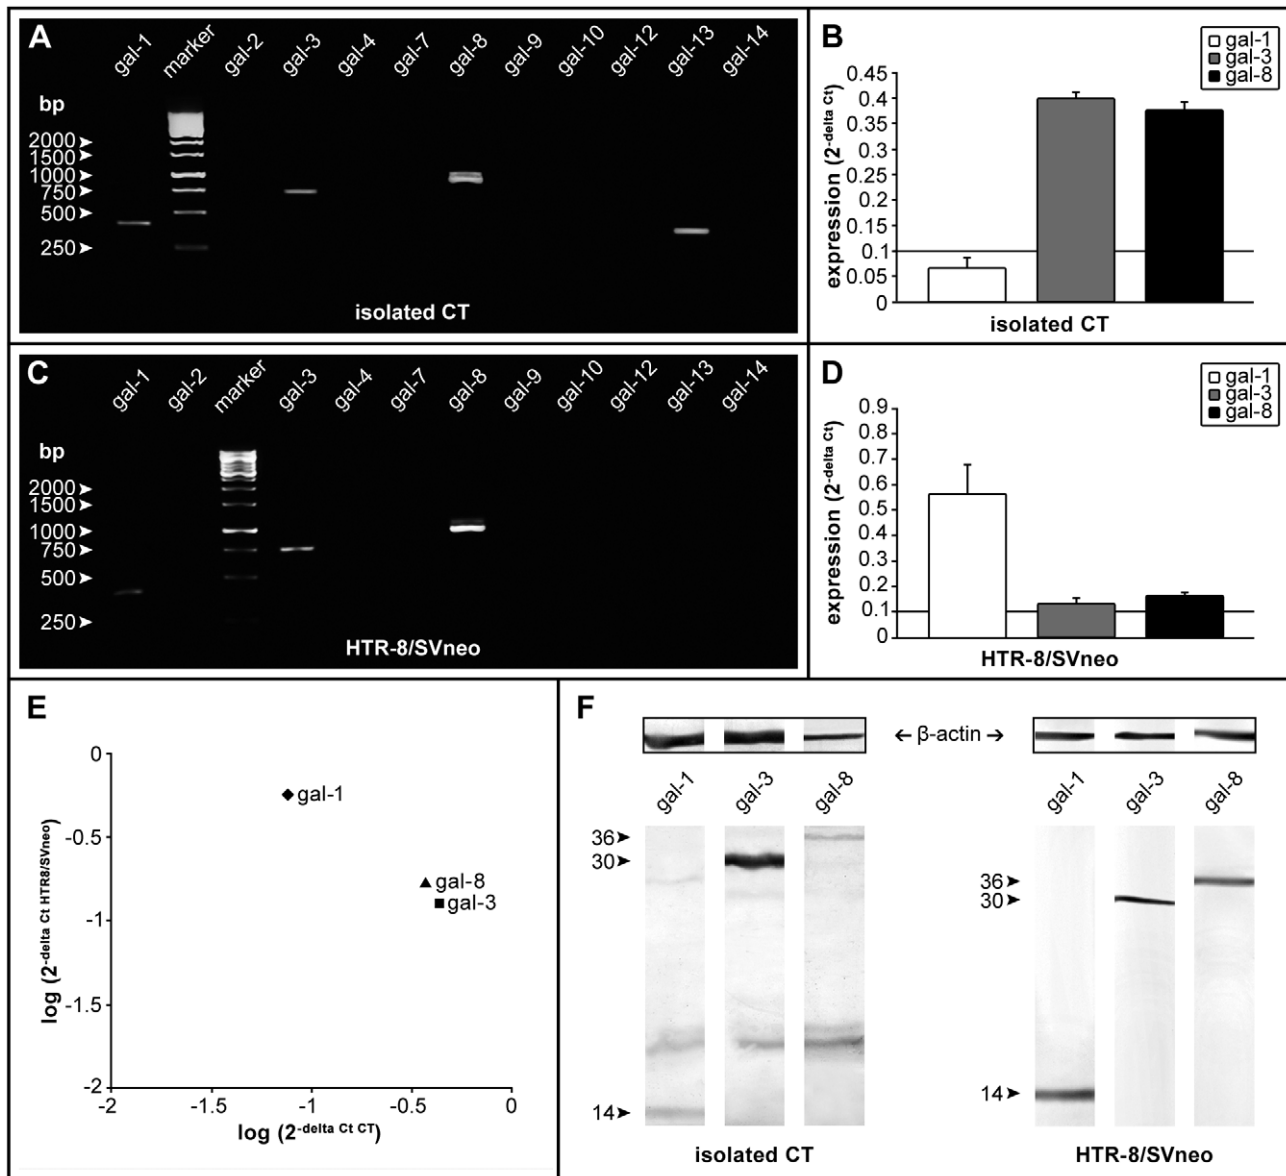 A
gal-1 marker gal-2 gal-3 gal-4 gal-7 gal-8 gal-9 gal-10 gal-12 gal-13 gal-14
bp
2000
1500
1000
750
500
250
isolated CT
B
gal-1
gal-3
gal-8
expression (2-delta Ct)
0.45
0.4
0.35
0.3
0.25
0.2
0.15
0.1
0.05
0
isolated CT
C
gal-1 gal-2 marker gal-3 gal-4 gal-7 gal-8 gal-9 gal-10 gal-12 gal-13 gal-14
bp
2000
1500
1000
750
500
250
HTR-8/SVneo
D
gal-1
gal-3
gal-8
expression (2-delta Ct)
0.9
0.8
0.7
0.6
0.5
0.4
0.3
0.2
0.1
0
HTR-8/SVneo
E
log (2-delta Ct HTR8/SVneo)
0
-0.5
-1
-1.5
-2
gal-1
gal-8
gal-3
-2 -1.5 -1 -0.5 0
log (2-delta Ct CT)
F
← β-actin →
gal-1 gal-3 gal-8
36
30
14
isolated CT
gal-1 gal-3 gal-8
36
30
14
HTR-8/SVneo